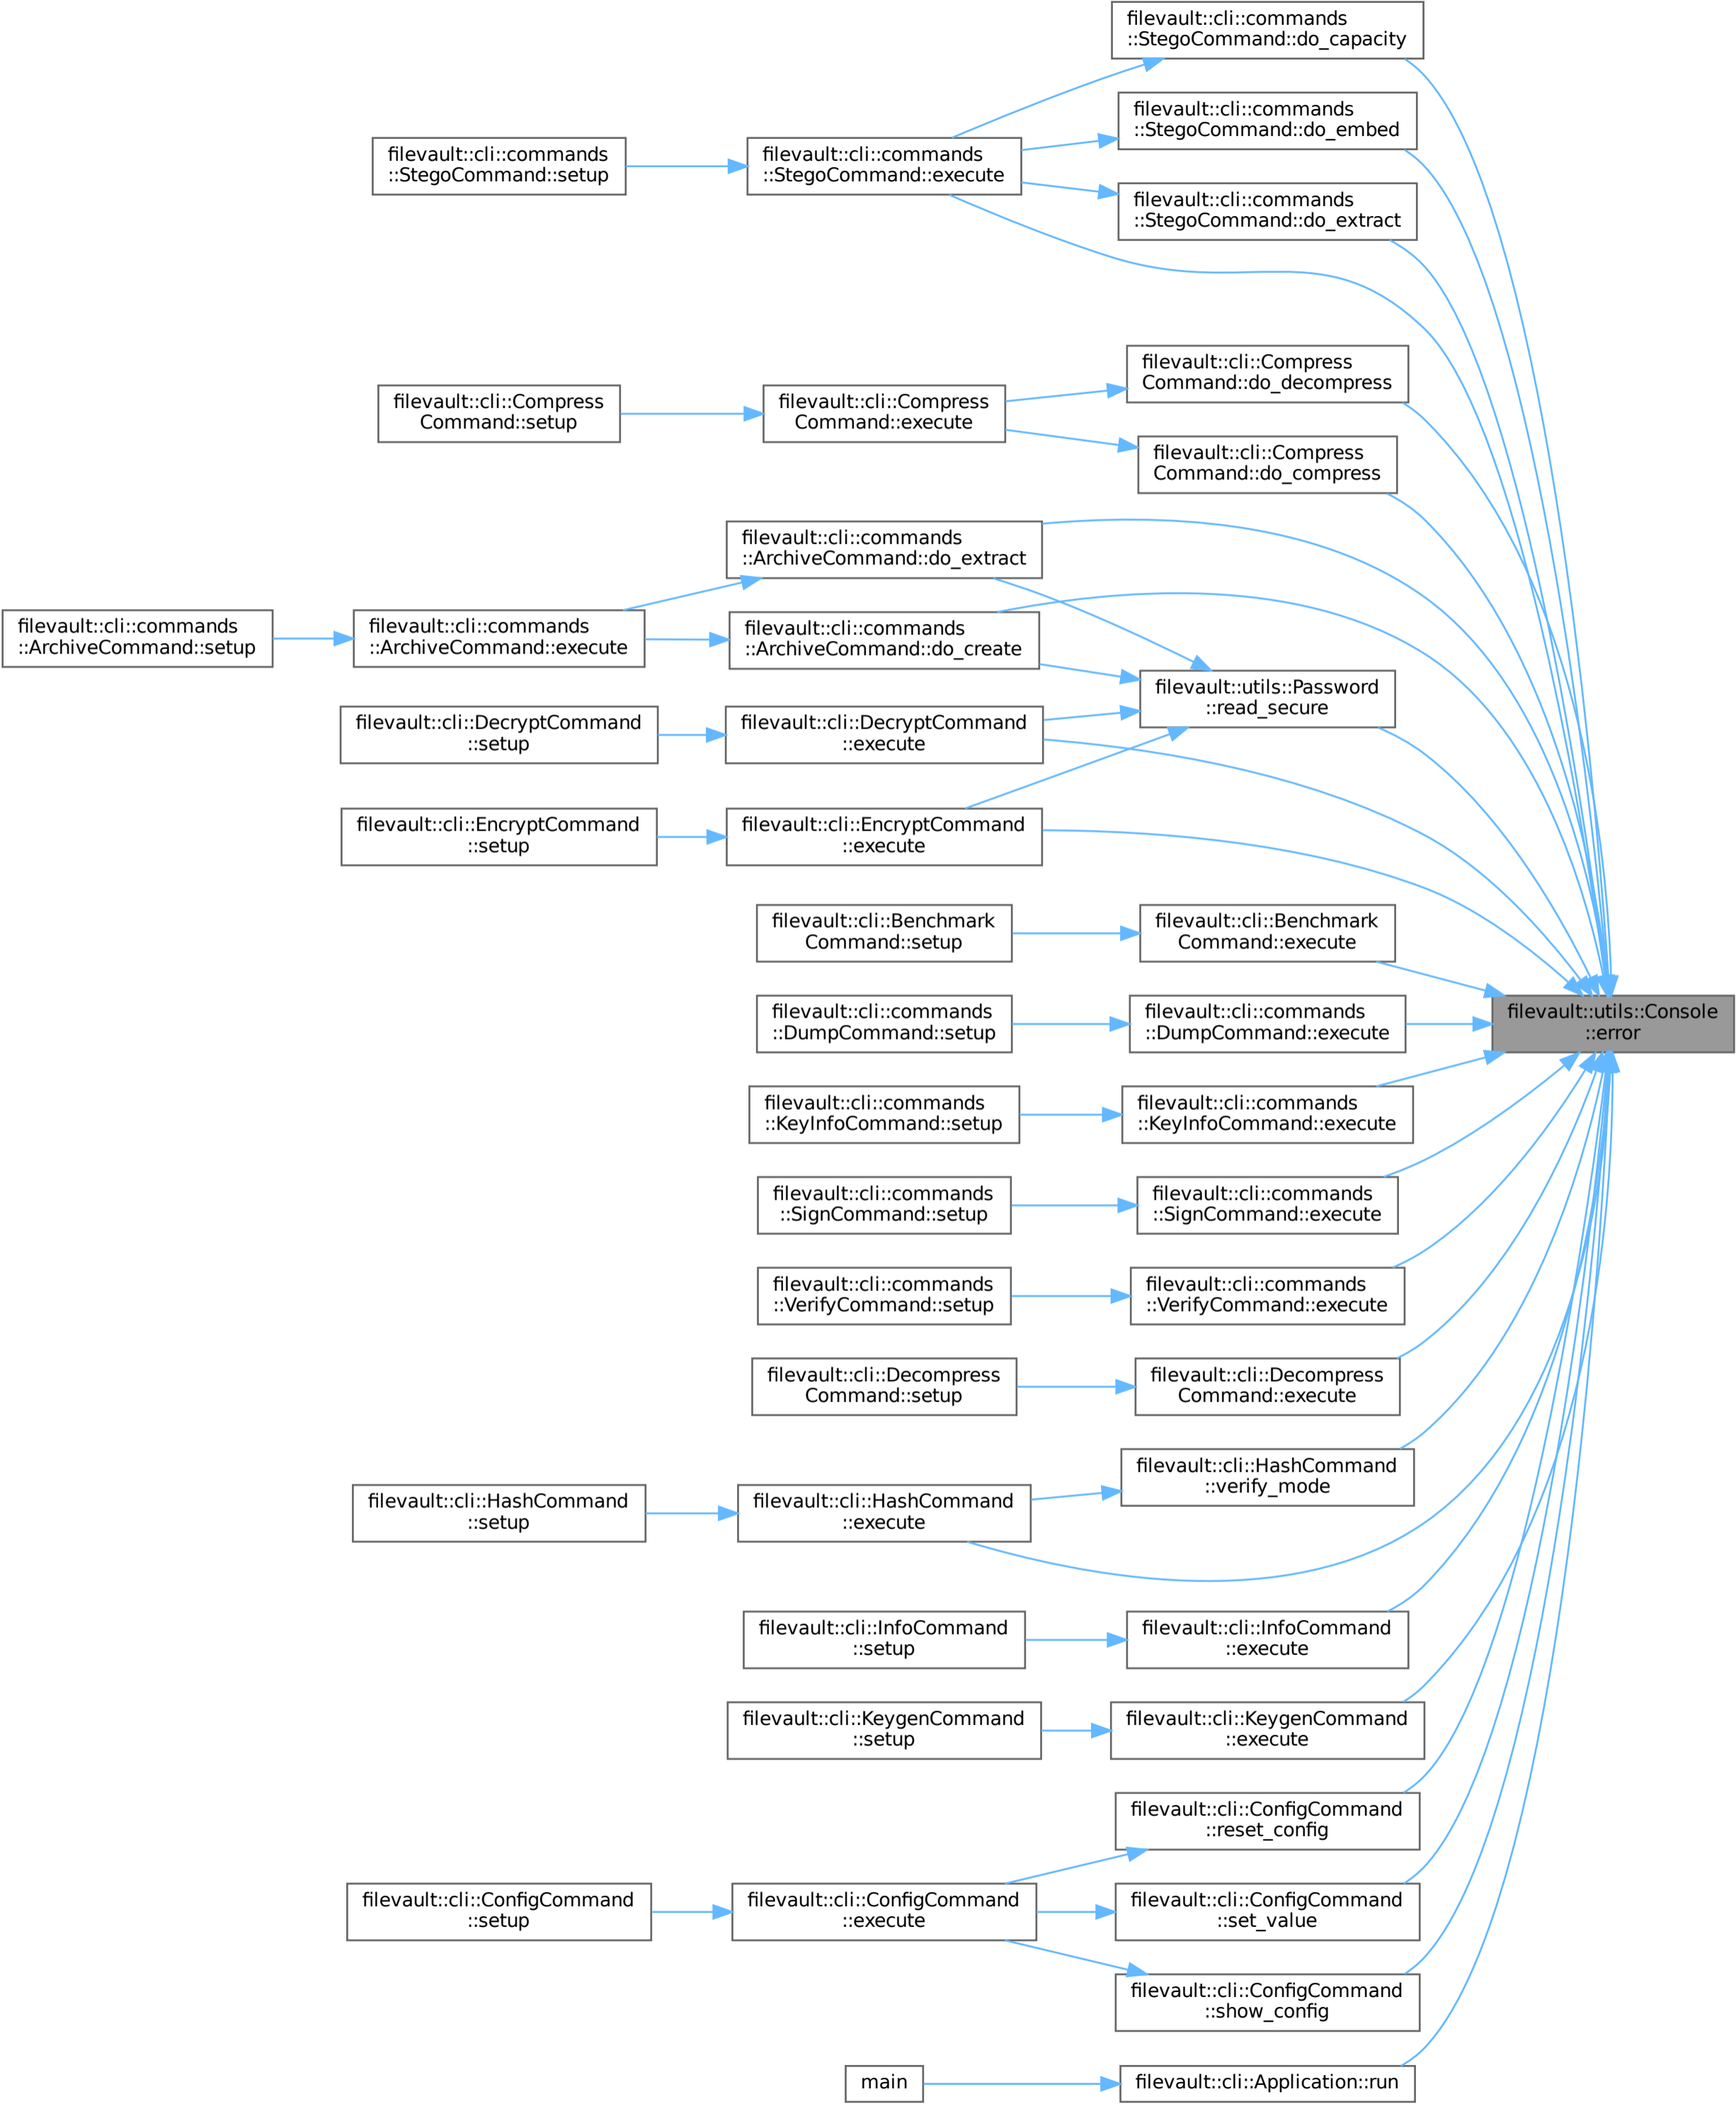 filevault::cli::commands
::StegoCommand::do_capacity
filevault::cli::commands
::StegoCommand::do_embed
filevault::cli::commands
::StegoCommand::setup
filevault::cli::commands
::StegoCommand::execute
filevault::cli::commands
::StegoCommand::do_extract
filevault::cli::Compress
Command::do_decompress
filevault::cli::Compress
Command::setup
filevault::cli::Compress
Command::execute
filevault::cli::Compress
Command::do_compress
filevault::cli::commands
::ArchiveCommand::do_extract
filevault::cli::commands
::ArchiveCommand::setup
filevault::cli::commands
::ArchiveCommand::execute
filevault::cli::commands
::ArchiveCommand::do_create
filevault::utils::Password
::read_secure
filevault::cli::DecryptCommand
::setup
filevault::cli::DecryptCommand
::execute
filevault::cli::EncryptCommand
::setup
filevault::cli::EncryptCommand
::execute
filevault::cli::Benchmark
Command::setup
filevault::cli::Benchmark
Command::execute
filevault::cli::commands
::DumpCommand::setup
filevault::cli::commands
::DumpCommand::execute
filevault::utils::Console
::error
filevault::cli::commands
::KeyInfoCommand::setup
filevault::cli::commands
::KeyInfoCommand::execute
filevault::cli::commands
::SignCommand::setup
filevault::cli::commands
::SignCommand::execute
filevault::cli::commands
::VerifyCommand::setup
filevault::cli::commands
::VerifyCommand::execute
filevault::cli::Decompress
Command::setup
filevault::cli::Decompress
Command::execute
filevault::cli::HashCommand
::verify_mode
filevault::cli::HashCommand
::setup
filevault::cli::HashCommand
::execute
filevault::cli::InfoCommand
::setup
filevault::cli::InfoCommand
::execute
filevault::cli::KeygenCommand
::setup
filevault::cli::KeygenCommand
::execute
filevault::cli::ConfigCommand
::reset_config
filevault::cli::ConfigCommand
::setup
filevault::cli::ConfigCommand
::execute
filevault::cli::ConfigCommand
::set_value
filevault::cli::ConfigCommand
::show_config
main
filevault::cli::Application::run